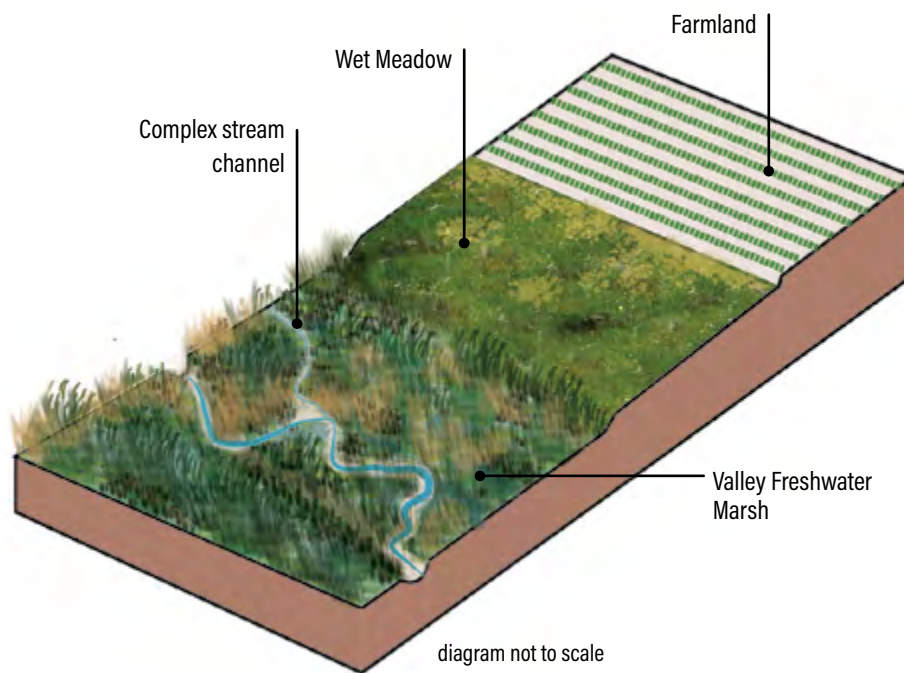 Farmland
Wet Meadow
Complex stream
channel
Valley Freshwater
Marsh
diagram not to scale